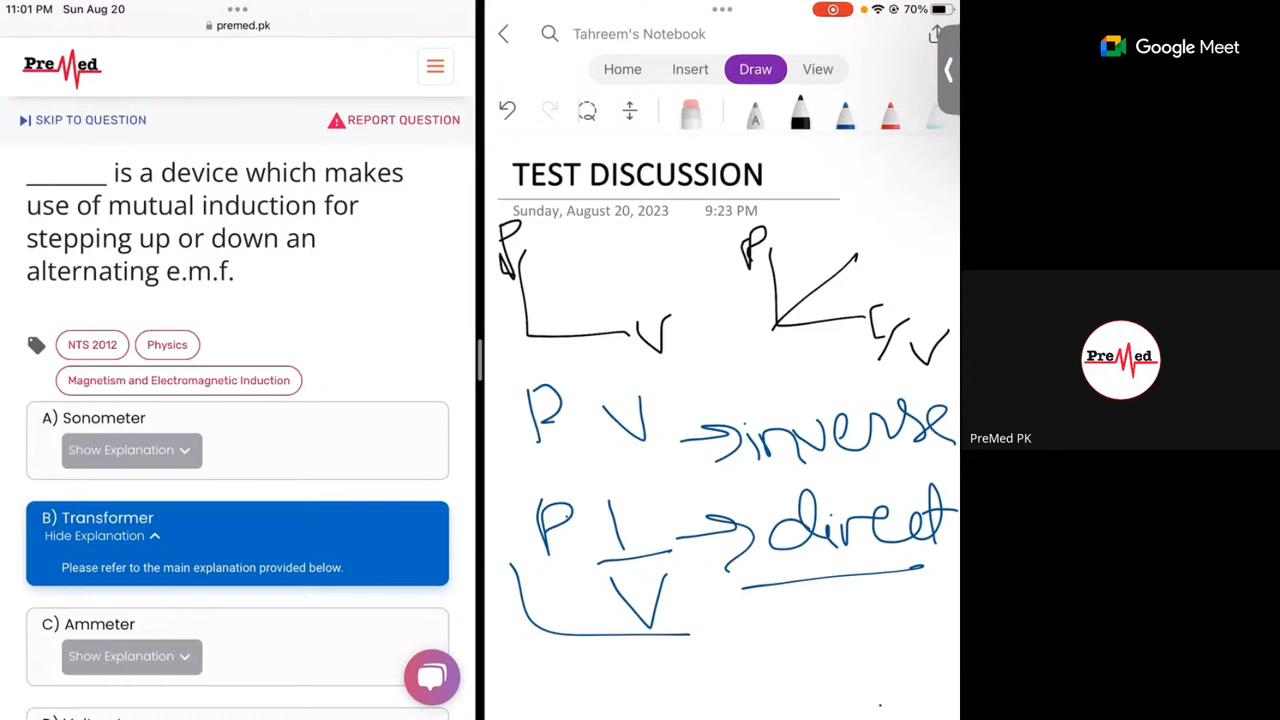 11:01 PM Sun Aug 20
premed.pk
PreMed
SKIP TO QUESTION
REPORT QUESTION
_______ is a device which makes
use of mutual induction for
stepping up or down an
alternating e.m.f.
NTS 2012
Physics
Magnetism and Electromagnetic Induction
A) Sonometer
Show Explanation
B) Transformer
Hide Explanation
Please refer to the main explanation provided below.
C) Ammeter
Show Explanation
70%
Tahreem's Notebook
Home Insert Draw View
A
TEST DISCUSSION
Sunday, August 20, 2023 9:23 PM
P
V
P
V
P V → inverse
P 1 → direct
V
Google Meet
PreMed
PreMed PK